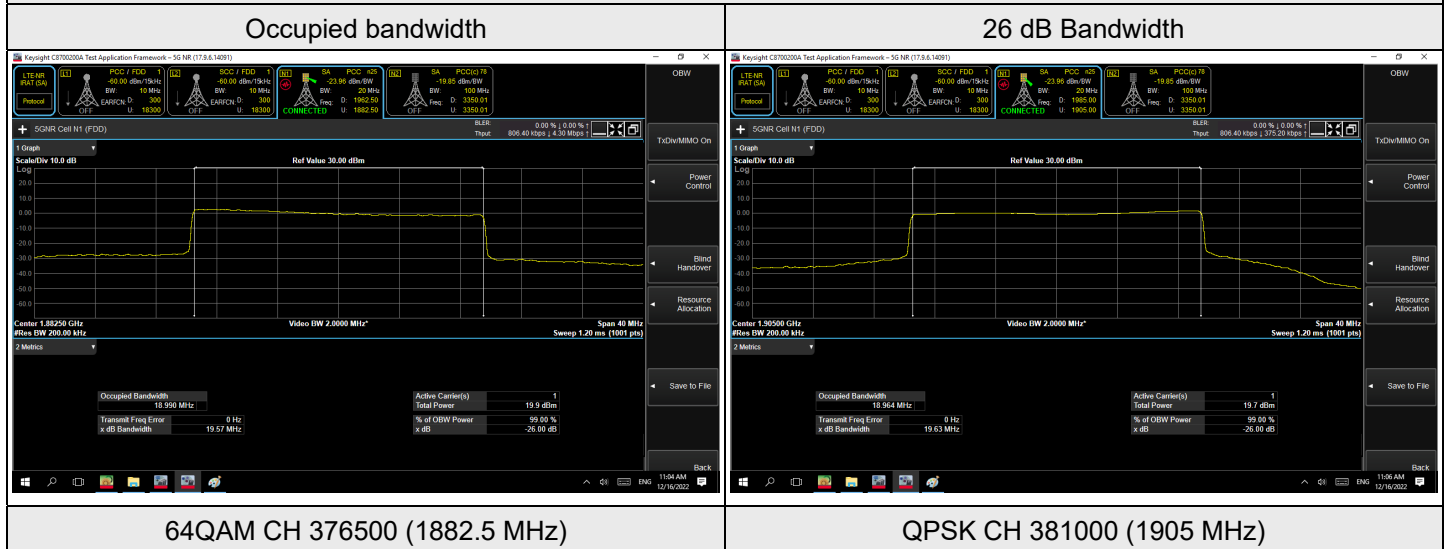 Occupied bandwidth
26 dB Bandwidth
Keysight C8700200A Test Application Framework – 5G NR (17.9.6.14091)
LTE-NR
IRAT (SA)
Protocol
L1
PCC / FDD 1
-60.00 dBm/15kHz
BW: 10 MHz
EARFCN: D: 300
OFF U: 18300
L2
SCC / FDD 1
-60.00 dBm/15kHz
BW: 10 MHz
EARFCN: D: 300
OFF U: 18300
N1
SA PCC n25
-23.96 dBm/BW
BW: 20 MHz
Freq: D: 1962.50
CONNECTED U: 1882.50
N2
SA PCC(c) 78
-19.85 dBm/BW
BW: 100 MHz
Freq: D: 3350.01
OFF U: 3350.01
5GNR Cell N1 (FDD)
BLER: 0.00 % ↓ 0.00 % ↑
Thput: 806.40 kbps ↓ 4.30 Mbps ↑
1 Graph
Scale/Div 10.0 dB
Ref Value 30.00 dBm
Log
20.0
10.0
0.00
-10.0
-20.0
-30.0
-40.0
-50.0
-60.0
Center 1.88250 GHz
Video BW 2.0000 MHz*
Span 40 MHz
#Res BW 200.00 kHz
Sweep 1.20 ms (1001 pts)
2 Metrics
Occupied Bandwidth
18.990 MHz
Transmit Freq Error 0 Hz
x dB Bandwidth 19.57 MHz
Active Carrier(s) 1
Total Power 19.9 dBm
% of OBW Power 99.00 %
x dB -26.00 dB
OBW
TxDiv/MIMO On
Power Control
Blind Handover
Resource Allocation
Save to File
Back
ENG
11:04 AM
12/16/2022
Keysight C8700200A Test Application Framework – 5G NR (17.9.6.14091)
LTE-NR
IRAT (SA)
Protocol
L1
PCC / FDD 1
-60.00 dBm/15kHz
BW: 10 MHz
EARFCN: D: 300
OFF U: 18300
L2
SCC / FDD 1
-60.00 dBm/15kHz
BW: 10 MHz
EARFCN: D: 300
OFF U: 18300
N1
SA PCC n25
-23.96 dBm/BW
BW: 20 MHz
Freq: D: 1985.00
CONNECTED U: 1905.00
N2
SA PCC(c) 78
-19.85 dBm/BW
BW: 100 MHz
Freq: D: 3350.01
OFF U: 3350.01
5GNR Cell N1 (FDD)
BLER: 0.00 % ↓ 0.00 % ↑
Thput: 806.40 kbps ↓ 375.20 kbps ↑
1 Graph
Scale/Div 10.0 dB
Ref Value 30.00 dBm
Log
20.0
10.0
0.00
-10.0
-20.0
-30.0
-40.0
-50.0
-60.0
Center 1.90500 GHz
Video BW 2.0000 MHz*
Span 40 MHz
#Res BW 200.00 kHz
Sweep 1.20 ms (1001 pts)
2 Metrics
Occupied Bandwidth
18.964 MHz
Transmit Freq Error 0 Hz
x dB Bandwidth 19.63 MHz
Active Carrier(s) 1
Total Power 19.7 dBm
% of OBW Power 99.00 %
x dB -26.00 dB
OBW
TxDiv/MIMO On
Power Control
Blind Handover
Resource Allocation
Save to File
Back
ENG
11:06 AM
12/16/2022
64QAM CH 376500 (1882.5 MHz)
QPSK CH 381000 (1905 MHz)